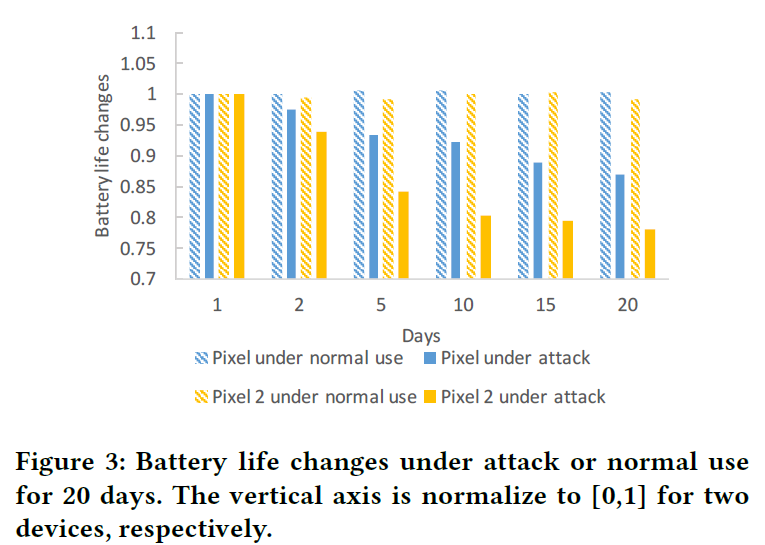 1.1
1.05
1
0.95
0.9
0.85
0.8
0.75
0.7
Battery life changes
1 2 5 10 15 20
Days
Pixel under normal use Pixel under attack
Pixel 2 under normal use Pixel 2 under attack
Figure 3: Battery life changes under attack or normal use
for 20 days. The vertical axis is normalize to [0,1] for two
devices, respectively.